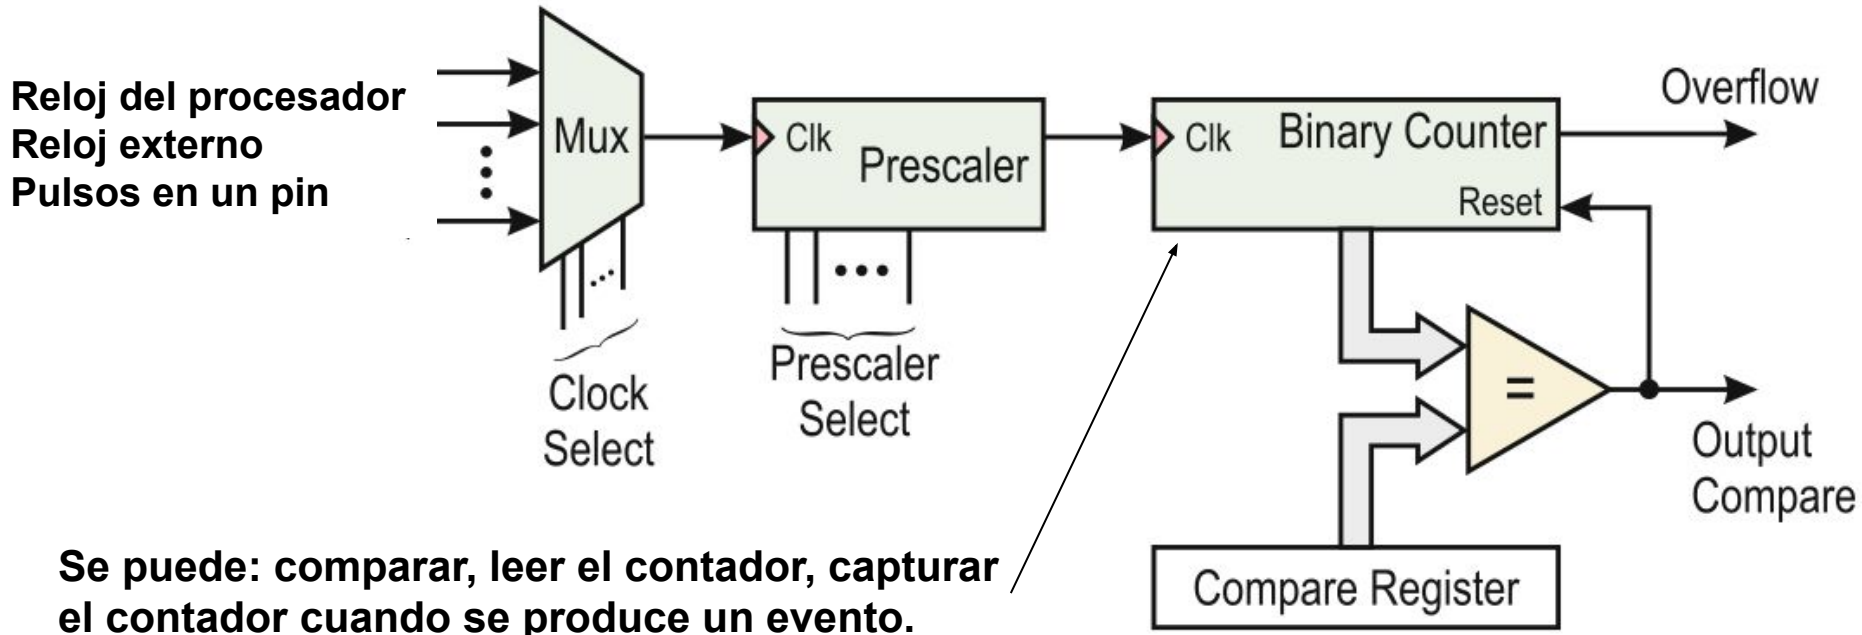 Reloj del procesador
Reloj externo
Pulsos en un pin
Mux
Clock
Select
Clk
Prescaler
Prescaler
Select
Clk
Binary Counter
Reset
Overflow
=
Output
Compare
Compare Register
Se puede: comparar, leer el contador, capturar
el contador cuando se produce un evento.